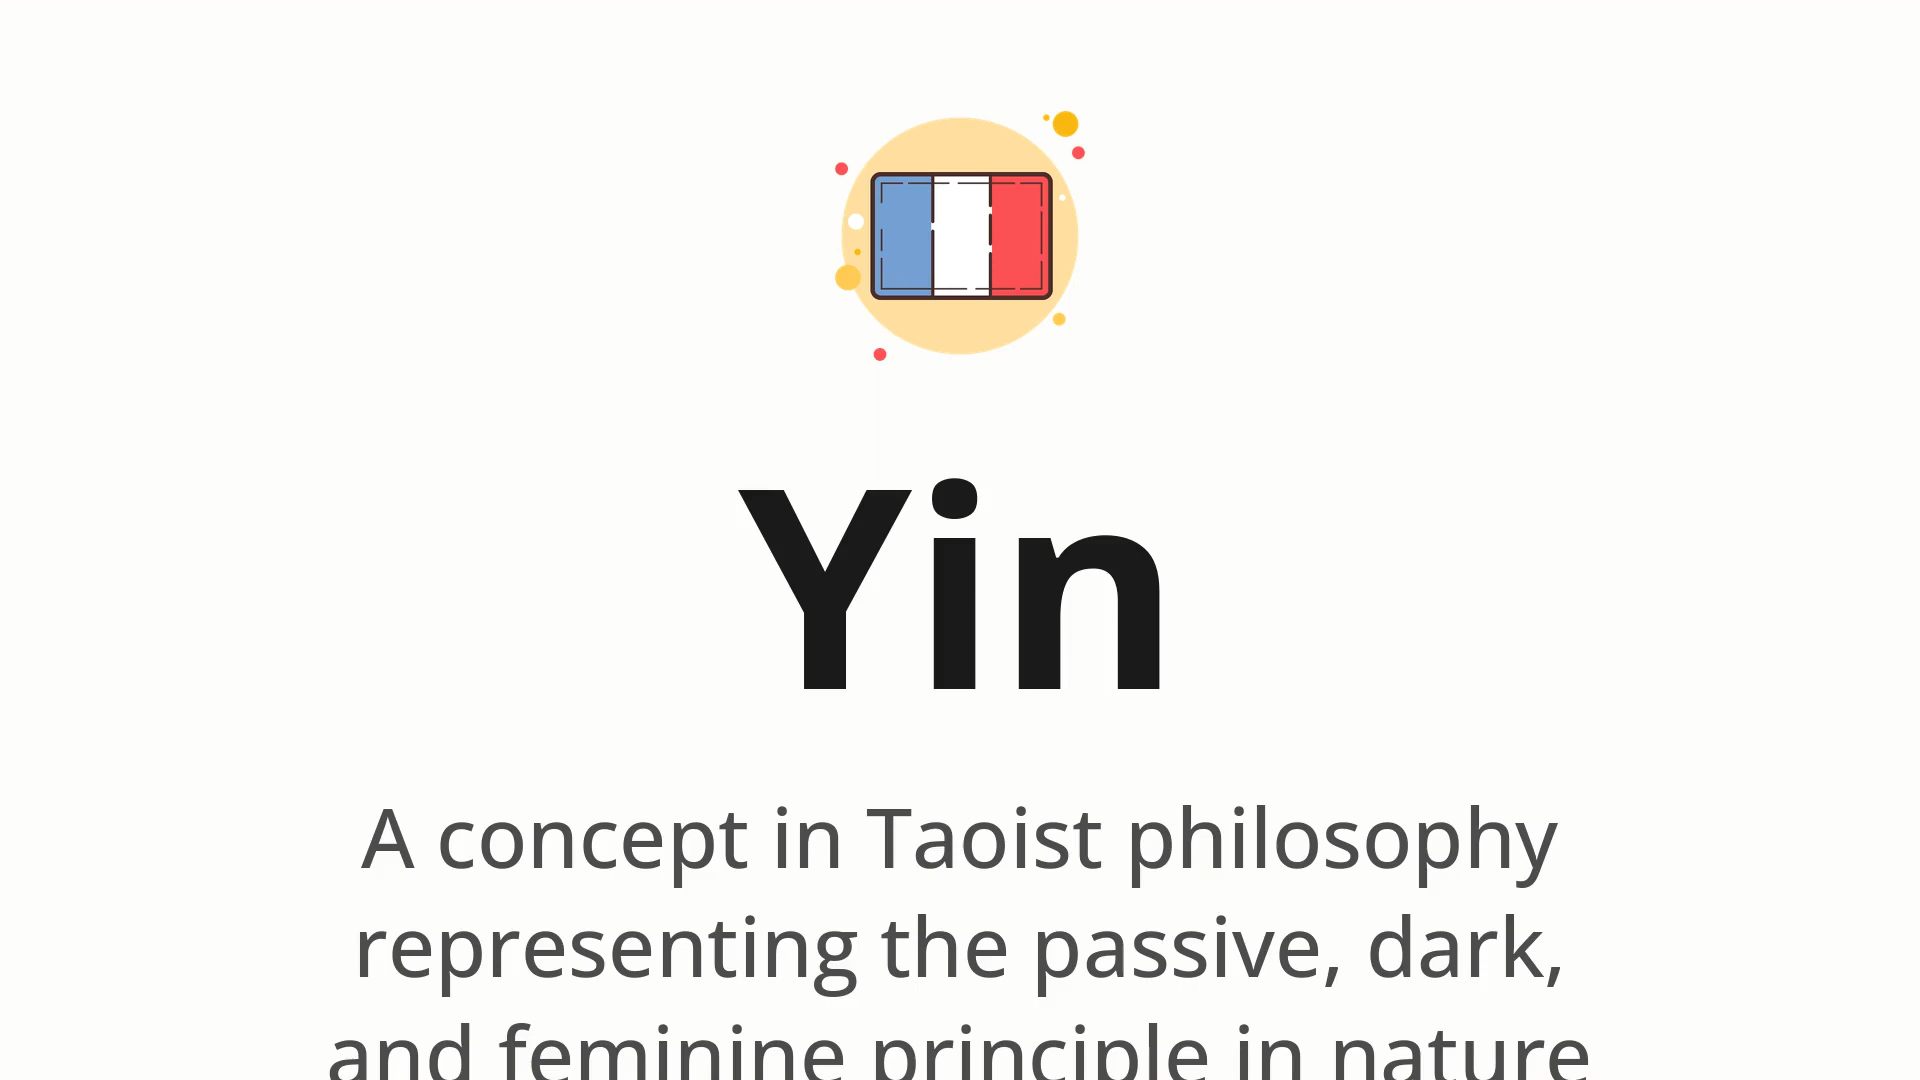 Yin
A concept in Taoist philosophy
representing the passive, dark,
and feminine principle in nature